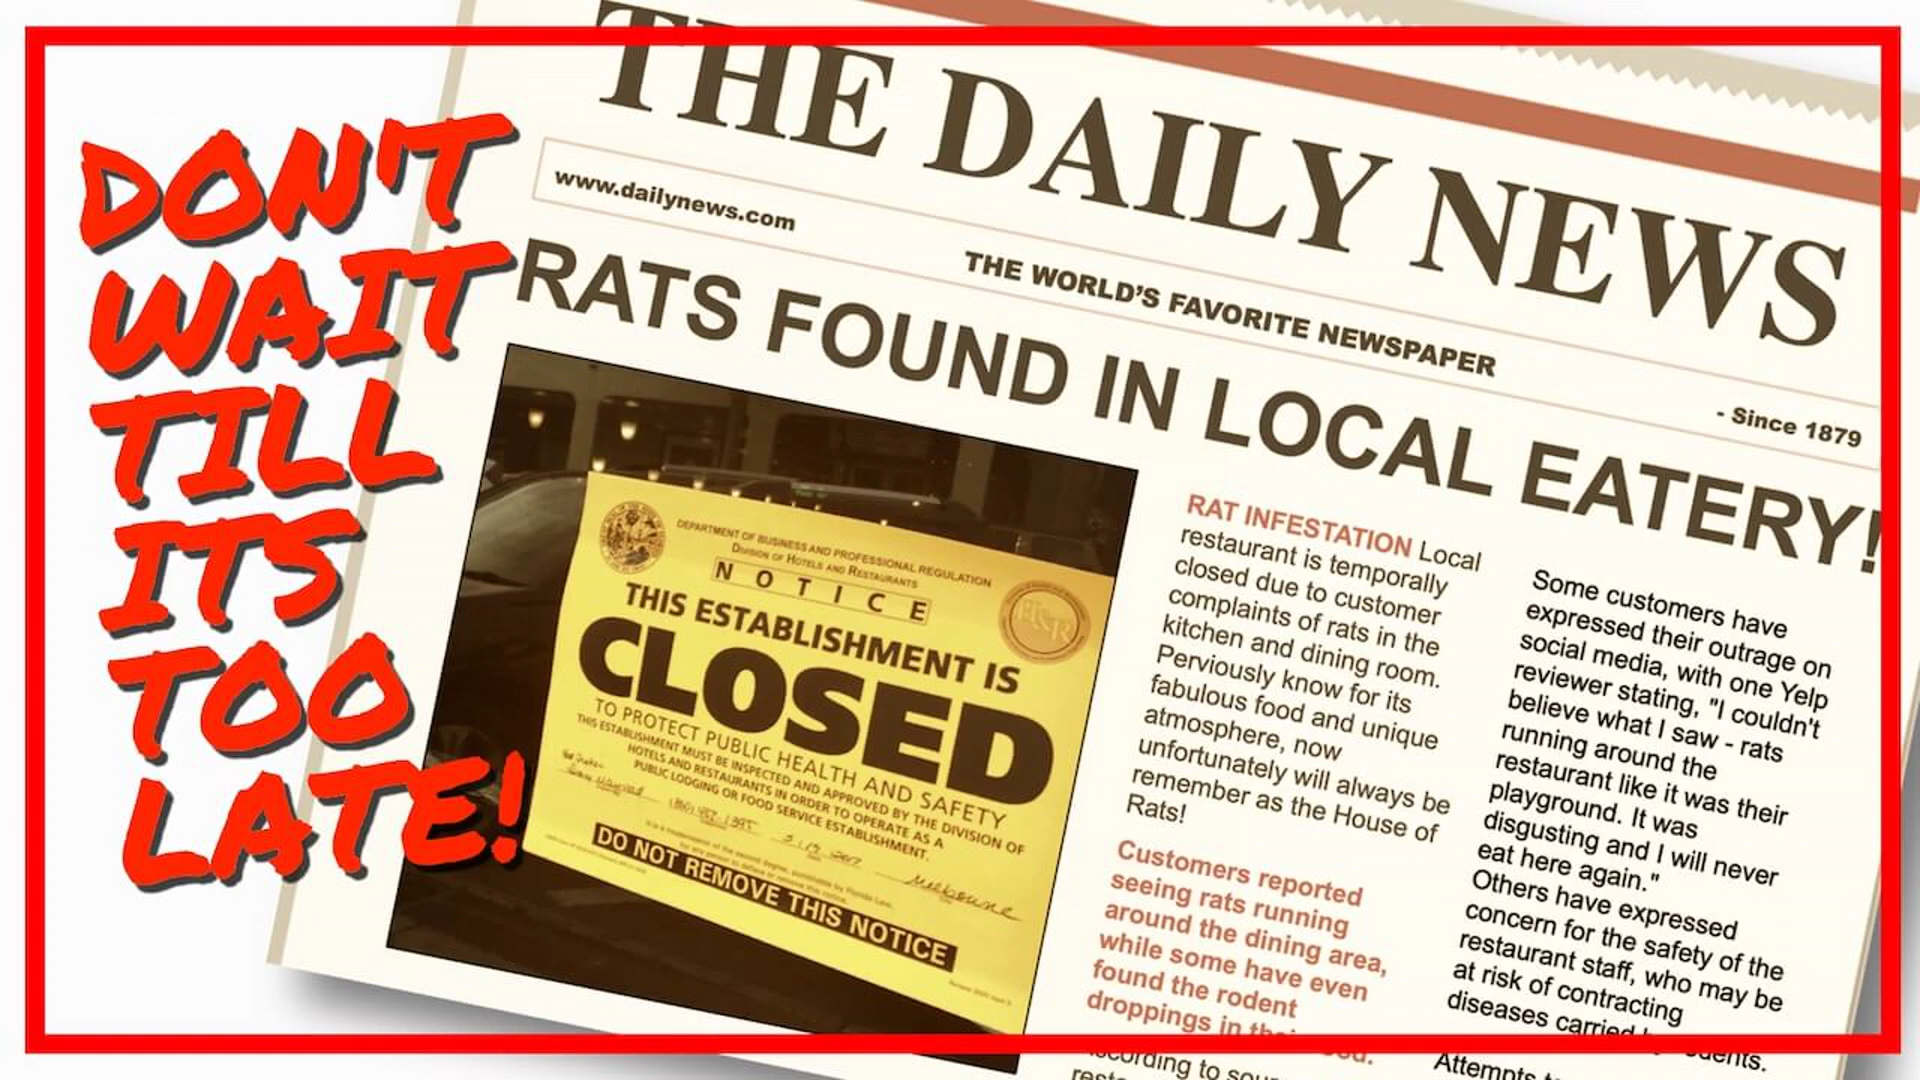 DON'T
WAIT
TILL
ITS
TOO
LATE!
THE DAILY NEWS
www.dailynews.com
THE WORLD'S FAVORITE NEWSPAPER
- Since 1879
RATS FOUND IN LOCAL EATERY!
DEPARTMENT OF BUSINESS AND PROFESSIONAL REGULATION
DIVISION OF HOTELS AND RESTAURANTS
NOTICE
THIS ESTABLISHMENT IS
CLOSED
TO PROTECT PUBLIC HEALTH AND SAFETY
THIS ESTABLISHMENT MUST BE INSPECTED AND APPROVED BY THE DIVISION OF
HOTELS AND RESTAURANTS IN ORDER TO OPERATE AS A
PUBLIC LODGING OR FOOD SERVICE ESTABLISHMENT.
Melbourne
DO NOT REMOVE THIS NOTICE
RAT INFESTATION Local
restaurant is temporally
closed due to customer
complaints of rats in the
kitchen and dining room.
Perviously know for its
fabulous food and unique
atmosphere, now
unfortunately will always be
remember as the House of
Rats!
Customers reported
seeing rats running
around the dining area,
while some have even
found the rodent
droppings in
Some customers have
expressed their outrage on
social media, with one Yelp
reviewer stating, "I couldn't
believe what I saw - rats
running around the
restaurant like it was their
playground. It was
disgusting and I will never
eat here again."
Others have expressed
concern for the safety of the
restaurant staff, who may be
at risk of contracting
diseases carried
Attempts